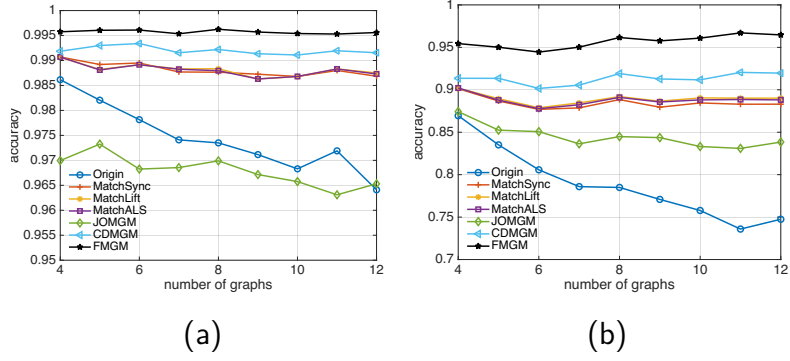 1
0.995
0.99
0.985
0.98
0.975
0.97
0.965
0.96
0.955
0.95
accuracy
Origin
MatchSync
MatchLift
MatchALS
JOMGM
CDMGM
FMGM
4
6
8
10
12
number of graphs
(a)
1
0.95
0.9
0.85
0.8
0.75
0.7
accuracy
Origin
MatchSync
MatchLift
MatchALS
JOMGM
CDMGM
FMGM
4
6
8
10
12
number of graphs
(b)